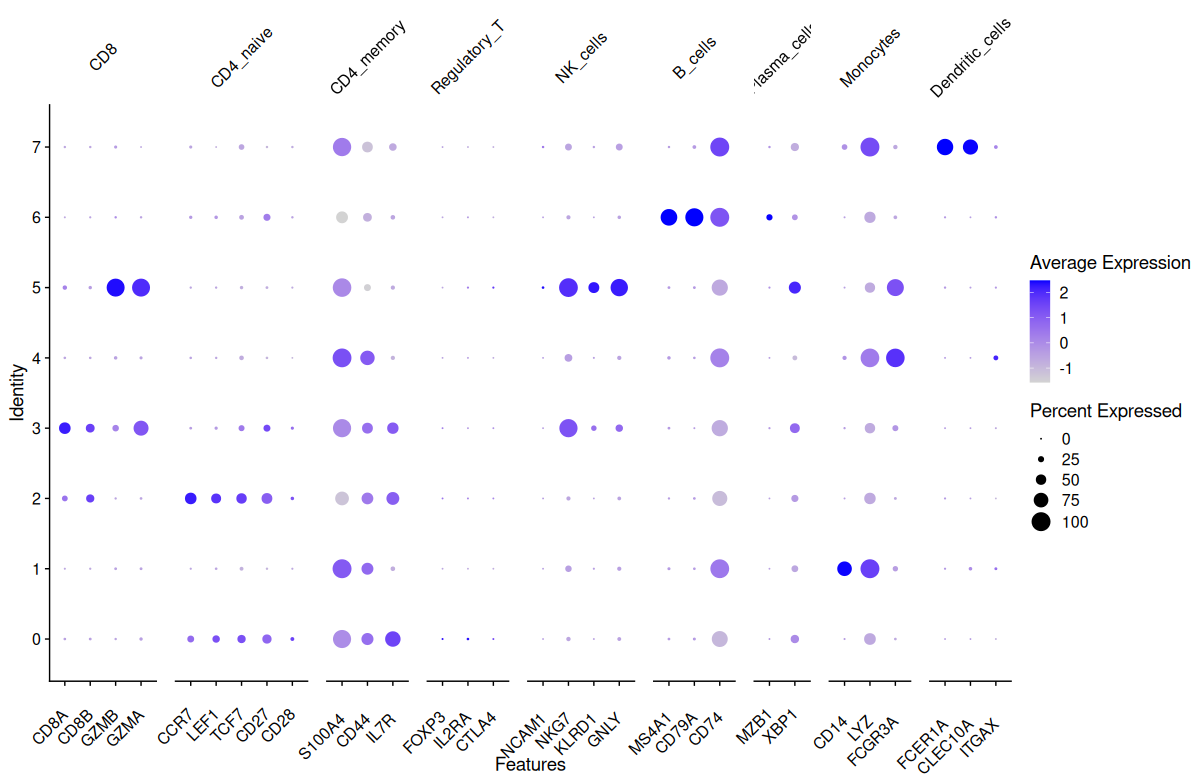 CD8
CD4_naive
CD4_memory
Regulatory_T
NK_cells
B_cells
Monocytes
Dendritic_cells
7
6
5
4
3
2
1
0
Identity
CD8A
CD8B
GZMB
GZMA
CCR7
LEF1
TCF7
CD27
CD28
S100A4
CD44
IL7R
FOXP3
IL2RA
CTLA4
NCAM1
NKG7
KLRD1
GNLY
MS4A1
CD79A
CD74
MZB1
XBP1
CD14
LYZ
FCGR3A
FCER1A
CLEC10A
ITGAX
Features
Average Expression
2
1
0
-1
Percent Expressed
0
25
50
75
100